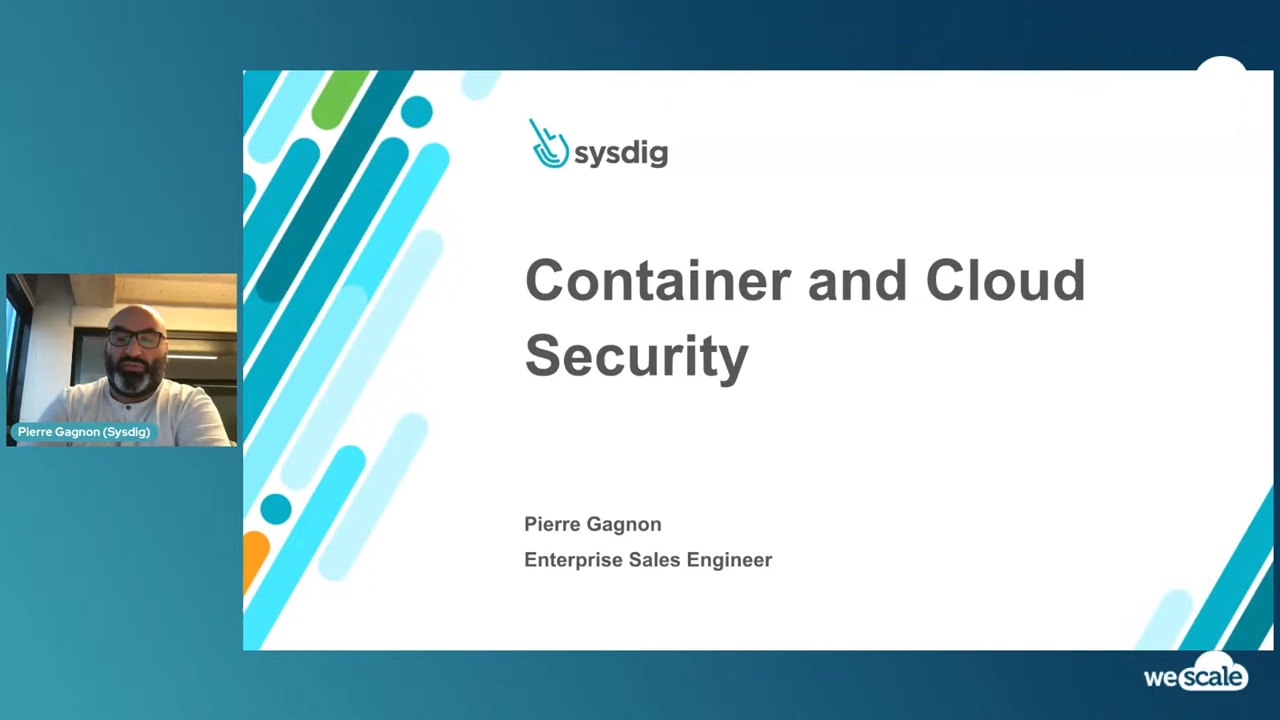 sysdig
Container and Cloud
Security
Pierre Gagnon (Sysdig)
Pierre Gagnon
Enterprise Sales Engineer
wescale